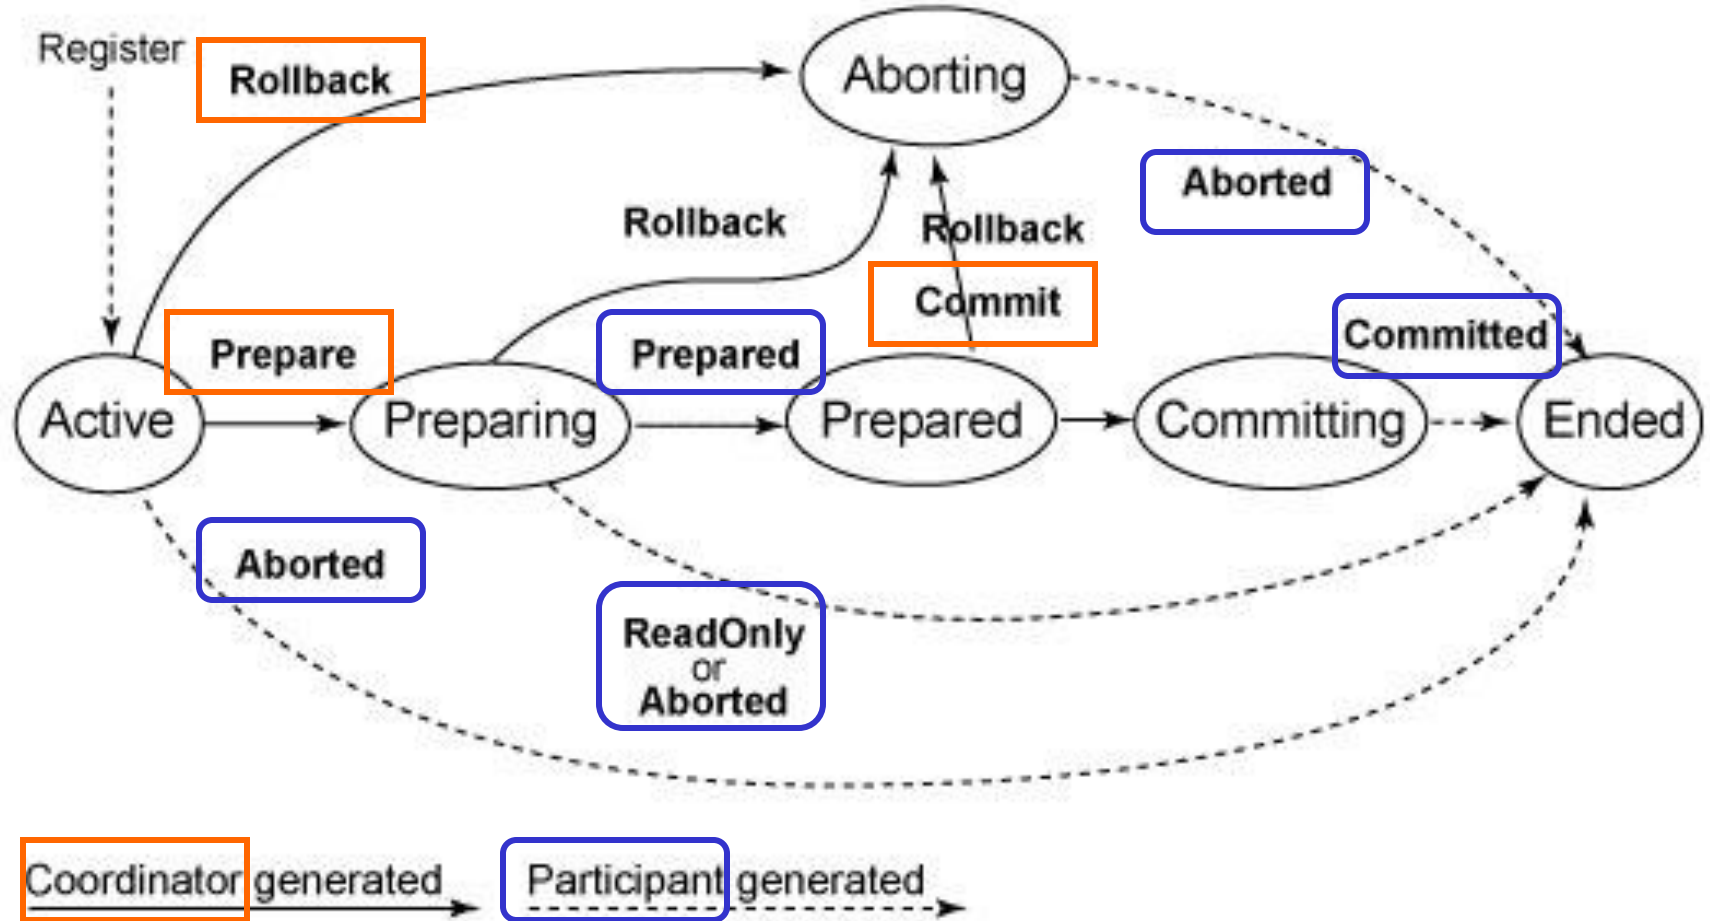 Register
Rollback
Aborting
Aborted
Rollback
Rollback
Commit
Committed
Prepare
Prepared
Active
Preparing
Prepared
Committing
Ended
Aborted
ReadOnly
or
Aborted
Coordinator generated
Participant generated